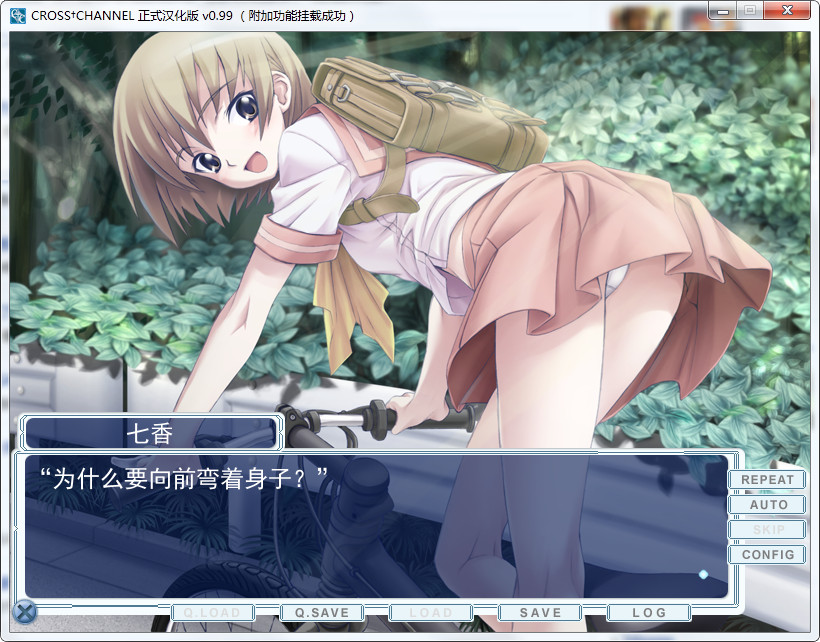 CROSS†CHANNEL 正式汉化版 v0.99 （ 附加功能挂载成功 ）
七香
“为什么要向前弯着身子？”
REPEAT
AUTO
SKIP
CONFIG
Q.LOAD
Q.SAVE
LOAD
SAVE
LOG